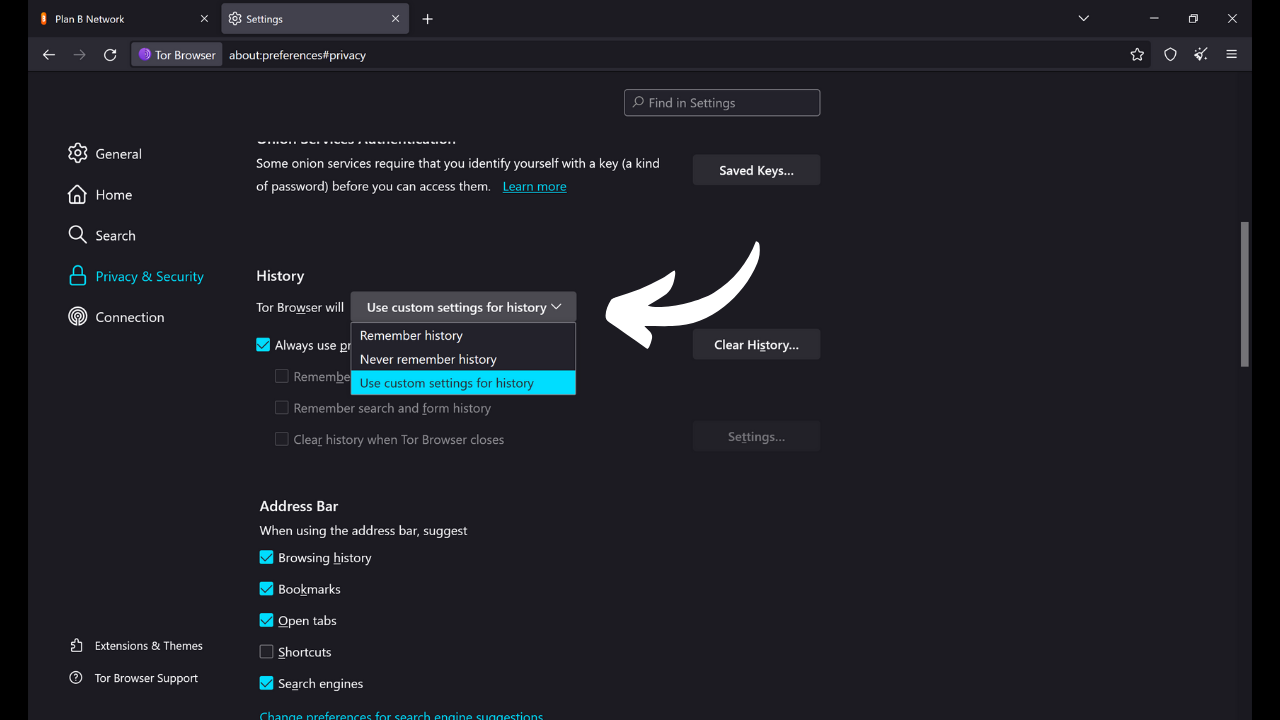 Plan B Network
Settings
Tor Browser
about:preferences#privacy
Find in Settings
General
Home
Search
Privacy & Security
Connection
Extensions & Themes
Tor Browser Support
Onion Services Authentication
Some onion services require that you identify yourself with a key (a kind
of password) before you can access them. Learn more
Saved Keys...
History
Tor Browser will Use custom settings for history
Remember history
Never remember history
Use custom settings for history
Always use
Clear History...
Remember search and form history
Clear history when Tor Browser closes
Settings...
Address Bar
When using the address bar, suggest
Browsing history
Bookmarks
Open tabs
Shortcuts
Search engines
Change preferences for search engine suggestions